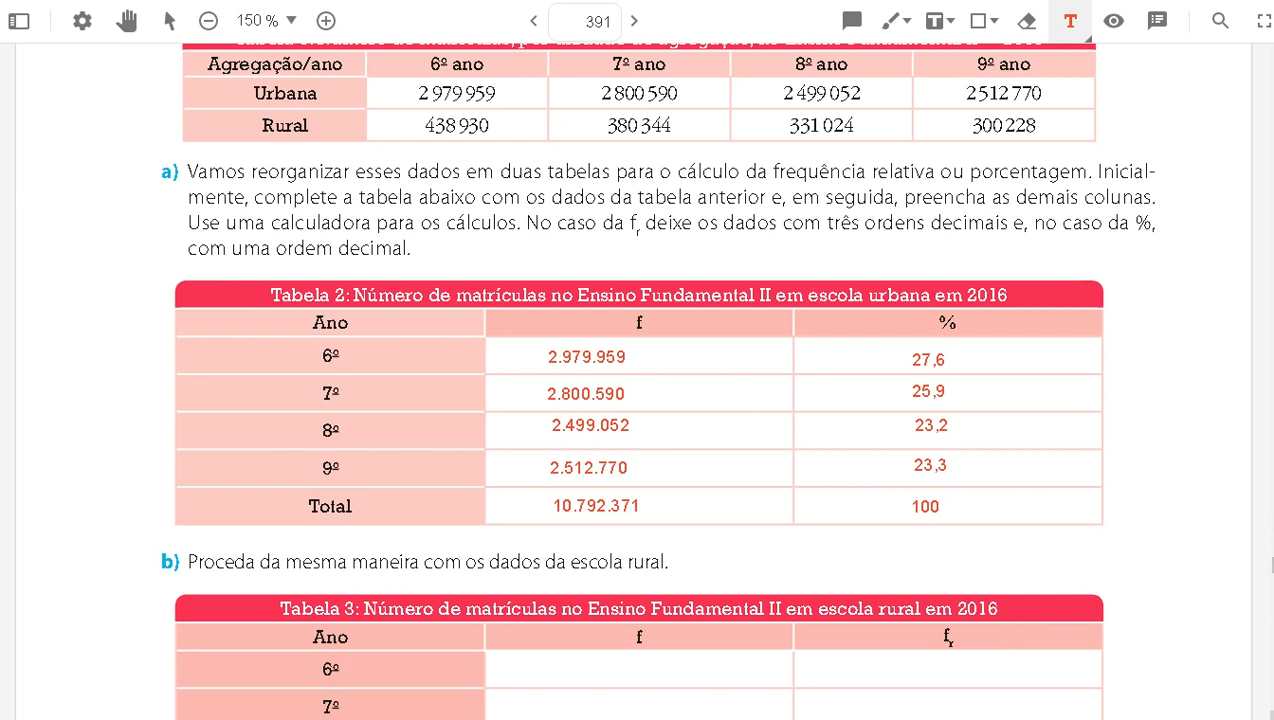 150 %
391
T
T
Agregação/ano 6º ano 7º ano 8º ano 9º ano
Urbana 2 979 959 2 800 590 2 499 052 2 512 770
Rural 438 930 380 344 331 024 300 228
a) Vamos reorganizar esses dados em duas tabelas para o cálculo da frequência relativa ou porcentagem. Inicial-
mente, complete a tabela abaixo com os dados da tabela anterior e, em seguida, preencha as demais colunas.
Use uma calculadora para os cálculos. No caso da fr deixe os dados com três ordens decimais e, no caso da %,
com uma ordem decimal.
Tabela 2: Número de matrículas no Ensino Fundamental II em escola urbana em 2016
Ano f %
6º 2.979.959 27,6
7º 2.800.590 25,9
8º 2.499.052 23,2
9º 2.512.770 23,3
Total 10.792.371 100
b) Proceda da mesma maneira com os dados da escola rural.
Tabela 3: Número de matrículas no Ensino Fundamental II em escola rural em 2016
Ano f fr
6º
7º